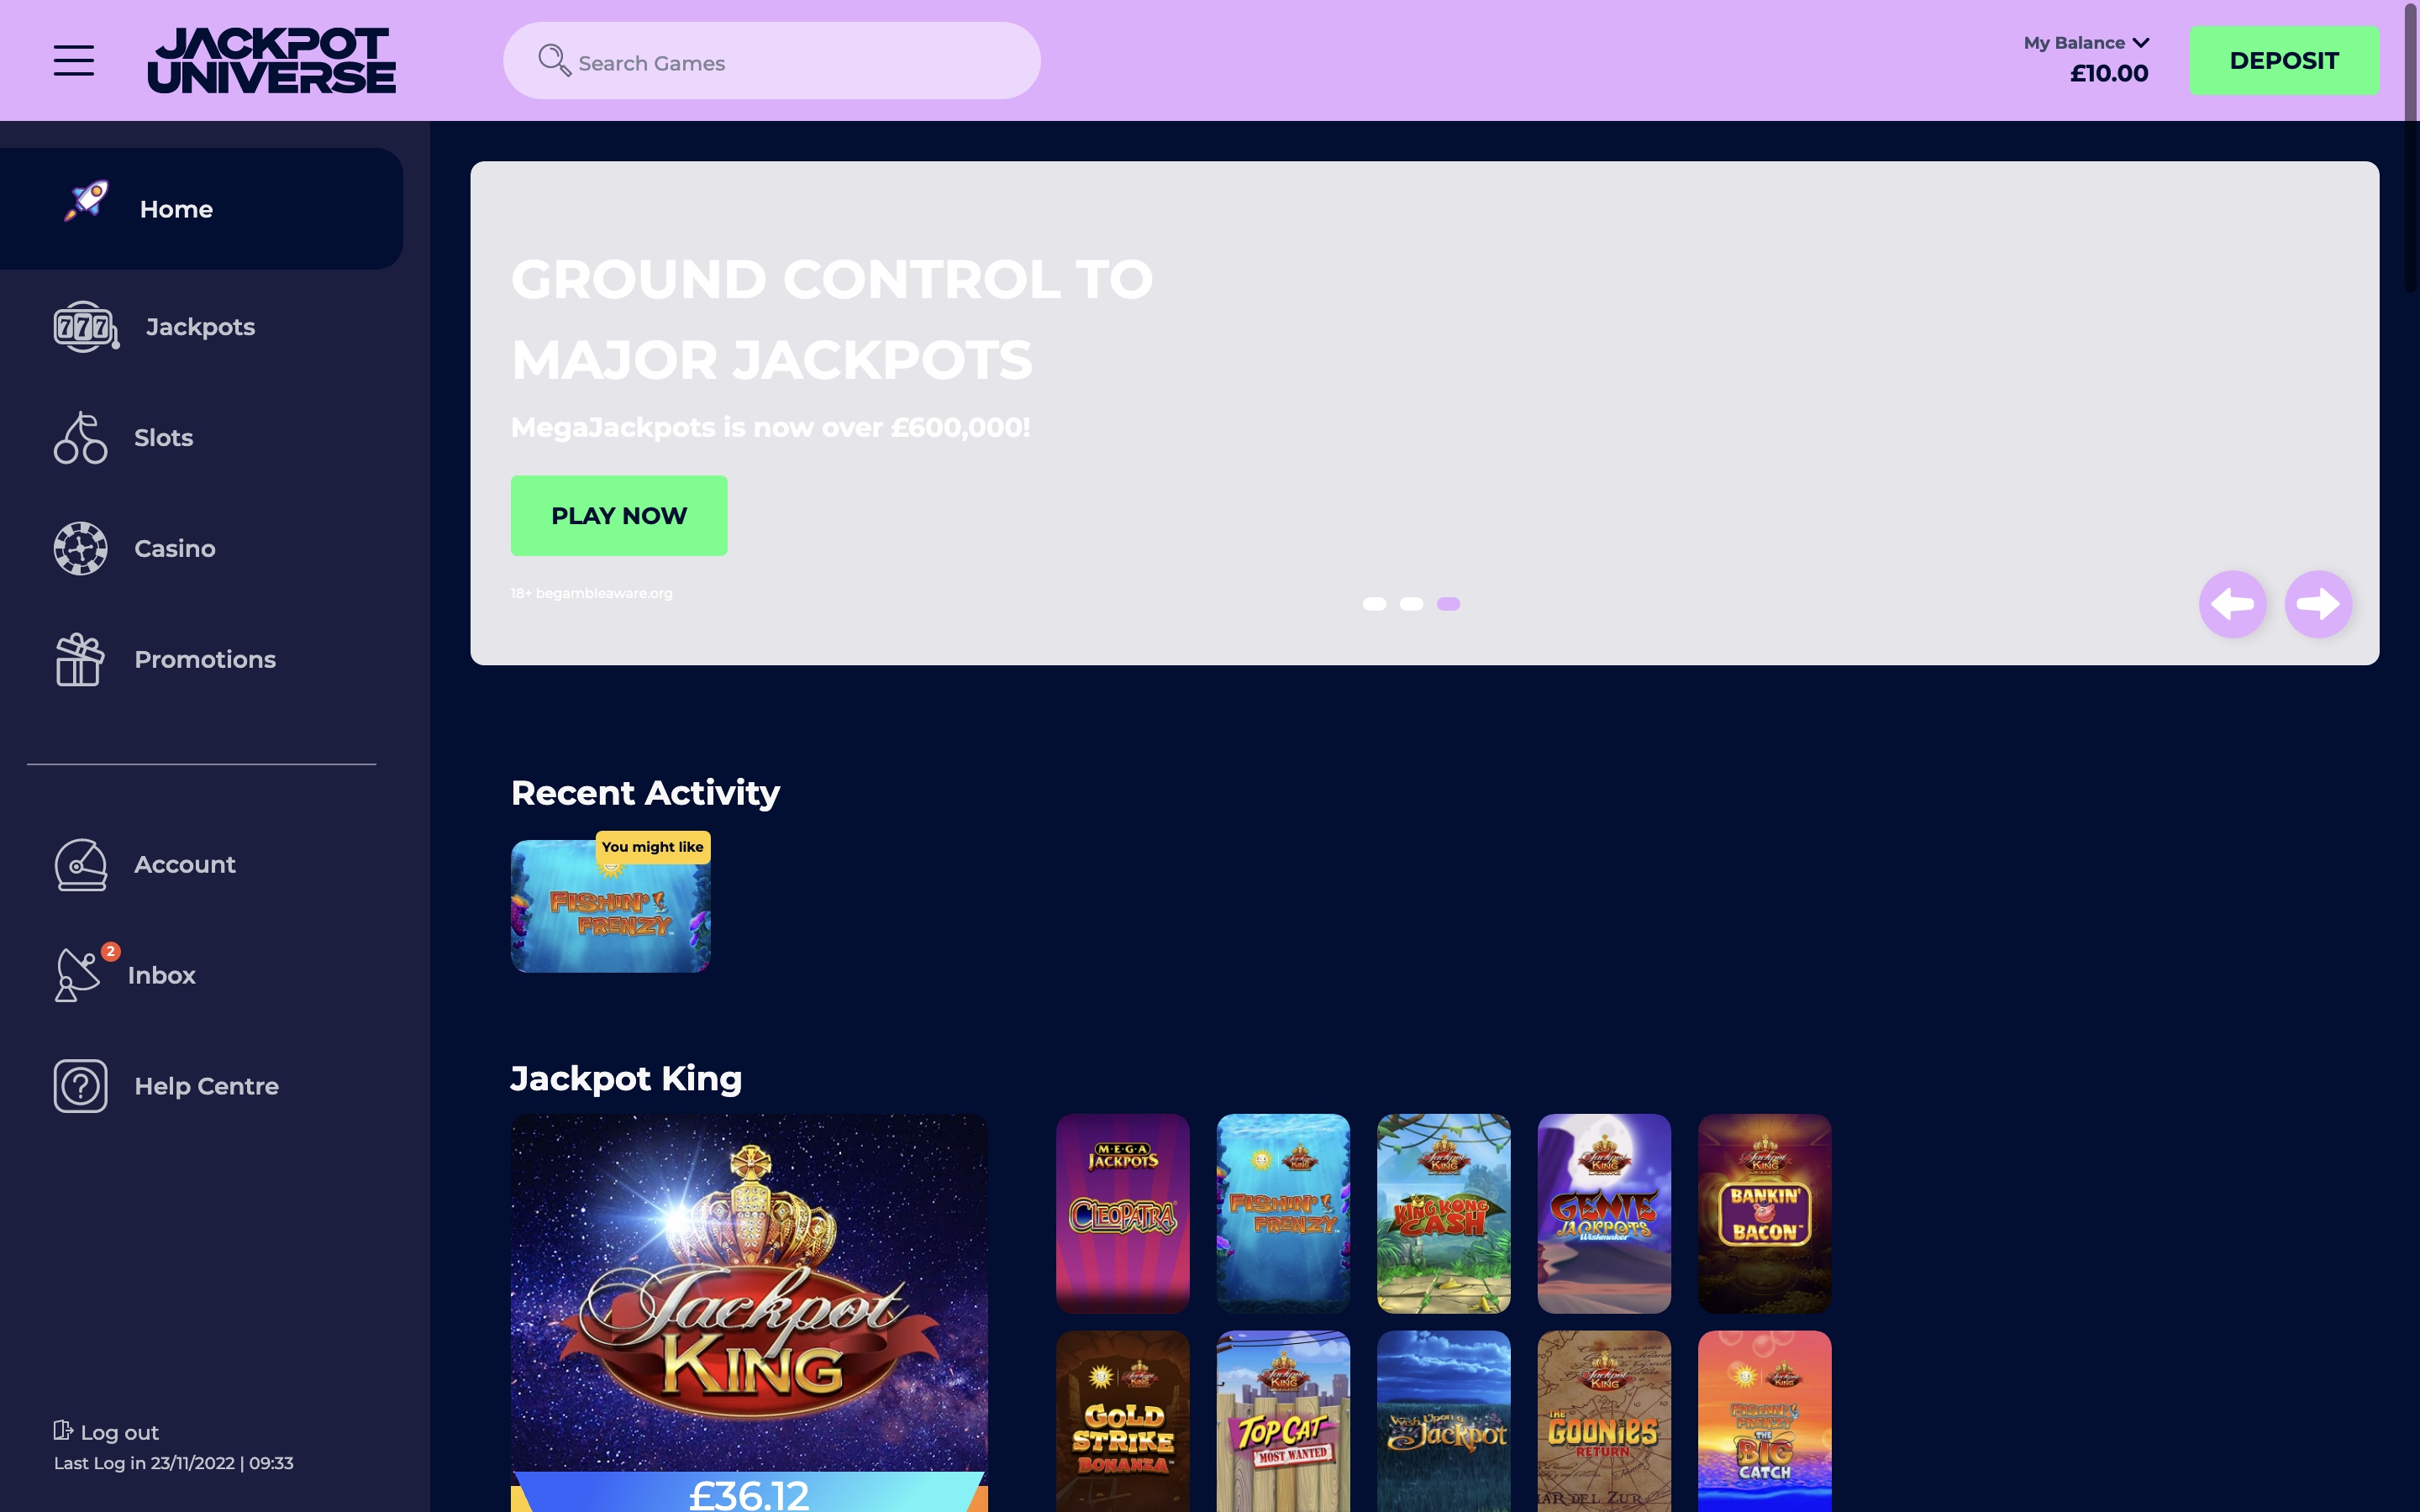 JACKPOT
UNIVERSE
Search Games
My Balance
£10.00
DEPOSIT
Home
777
Jackpots
Slots
Casino
Promotions
Account
2
Inbox
?
Help Centre
Log out
Last Log in 23/11/2022 | 09:33
GROUND CONTROL TO
MAJOR JACKPOTS
MegaJackpots is now over £600,000!
PLAY NOW
18+ begambleaware.org
Recent Activity
You might like
FISHIN'
FRENZY
Jackpot King
Jackpot
KING
£36.12
MEGA
JACKPOTS
CLEOPATRA
Jackpot
KING
FISHIN'
FRENZY
Jackpot
KING
KING KONG
CASH
Jackpot
KING
GENIE
JACKPOTS
Wishmaker
Jackpot
KING
BANKIN'
BACON
Jackpot
KING
GOLD
STRIKE
BONANZA
Jackpot
KING
TOP CAT
MOST WANTED
Wish Upon a
Jackpot
Jackpot
KING
THE
GOONIES
RETURN
MAR DEL ZUR
Jackpot
KING
FISHIN'
FRENZY
THE
BIG
CATCH